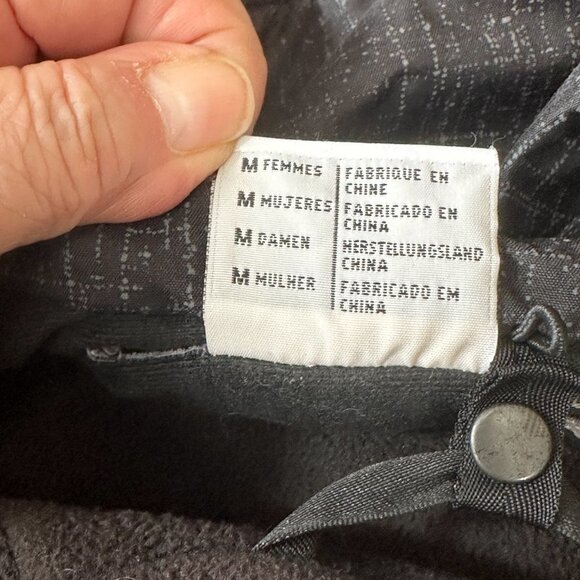 M FEMMES
FABRIQUE EN
CHINE
M MUJERES
FABRICADO EN
CHINA
M DAMEN
HERSTELLUNGSLAND
CHINA
M MULHER
FABRICADO EM
CHINA